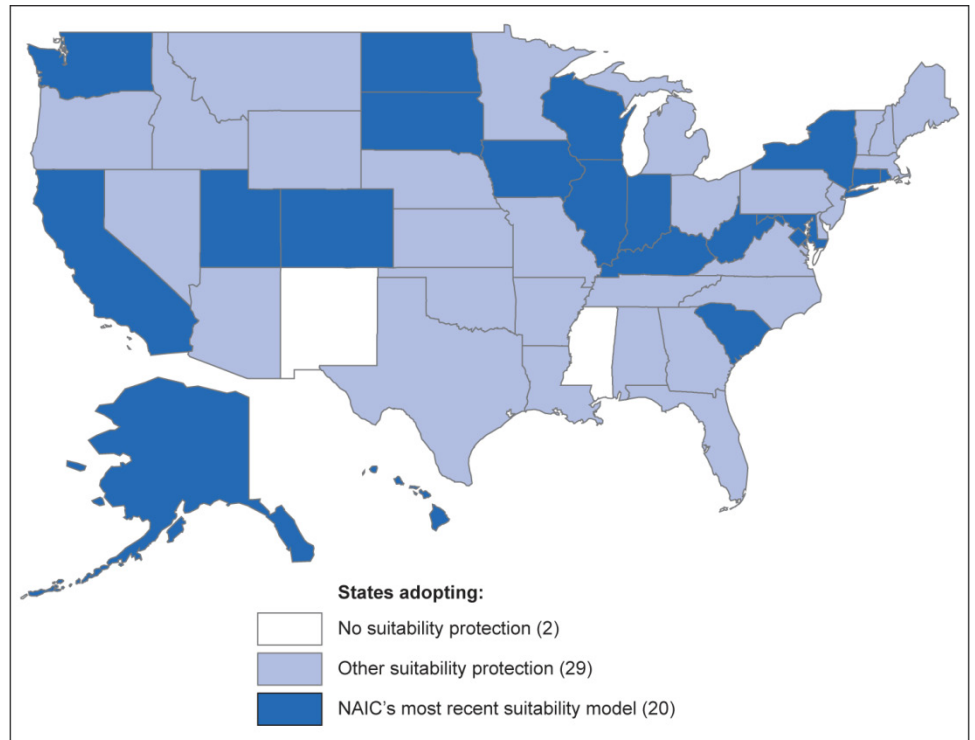 States adopting:
No suitability protection (2)
Other suitability protection (29)
NAIC's most recent suitability model (20)